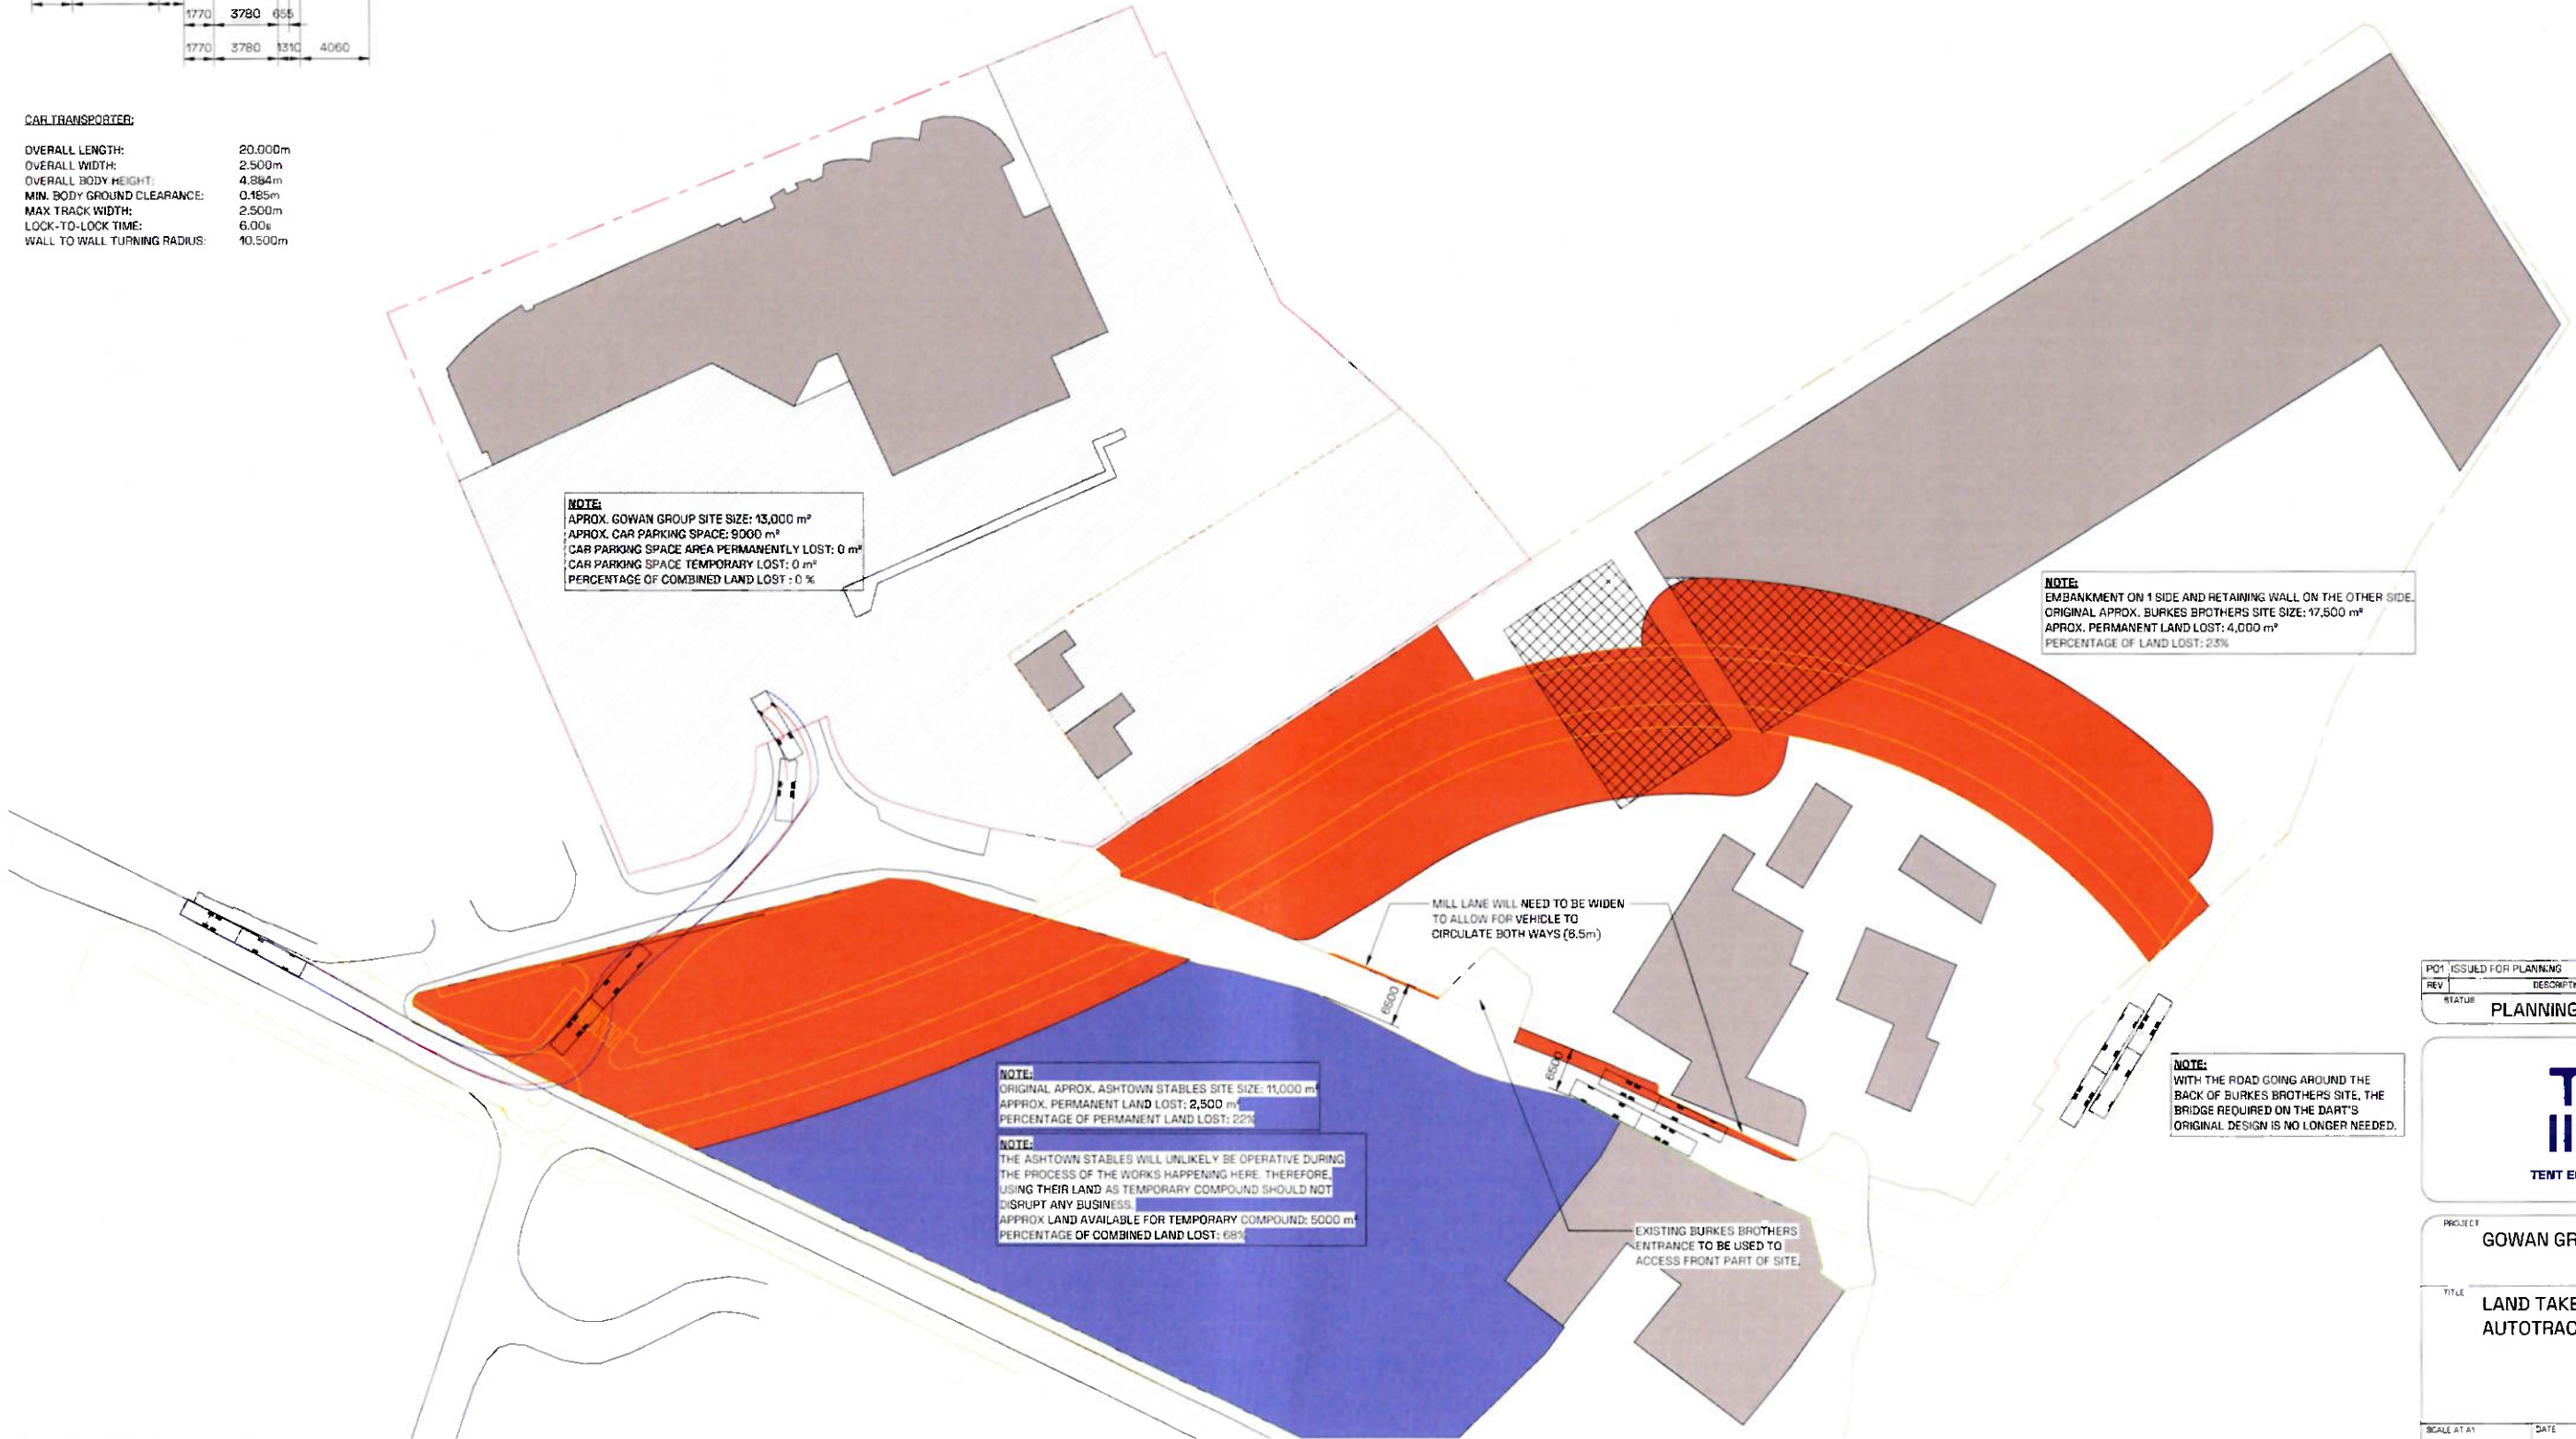 1770 3780 655
1770 3780 1310 4060
CAR TRANSPORTER:
OVERALL LENGTH: 20.000m
OVERALL WIDTH: 2.500m
OVERALL BODY HEIGHT: 4.884m
MIN. BODY GROUND CLEARANCE: 0.185m
MAX TRACK WIDTH: 2.500m
LOCK-TO-LOCK TIME: 6.00s
WALL TO WALL TURNING RADIUS: 10.500m
NOTE:
APROX. GOWAN GROUP SITE SIZE: 13,000 m²
APROX. CAR PARKING SPACE: 9000 m²
CAR PARKING SPACE AREA PERMANENTLY LOST: 0 m²
CAR PARKING SPACE TEMPORARY LOST: 0 m²
PERCENTAGE OF COMBINED LAND LOST : 0 %
NOTE:
EMBANKMENT ON 1 SIDE AND RETAINING WALL ON THE OTHER SIDE.
ORIGINAL APROX. BURKES BROTHERS SITE SIZE: 17,500 m²
APROX. PERMANENT LAND LOST: 4,000 m²
PERCENTAGE OF LAND LOST: 23%
MILL LANE WILL NEED TO BE WIDEN
TO ALLOW FOR VEHICLE TO
CIRCULATE BOTH WAYS (6.5m)
6500
6500
NOTE:
ORIGINAL APROX. ASHTOWN STABLES SITE SIZE: 11,000 m²
APPROX. PERMANENT LAND LOST: 2,500 m²
PERCENTAGE OF PERMANENT LAND LOST: 22%
NOTE:
THE ASHTOWN STABLES WILL UNLIKELY BE OPERATIVE DURING
THE PROCESS OF THE WORKS HAPPENING HERE. THEREFORE,
USING THEIR LAND AS TEMPORARY COMPOUND SHOULD NOT
DISRUPT ANY BUSINESS.
APPROX LAND AVAILABLE FOR TEMPORARY COMPOUND: 5000 m²
PERCENTAGE OF COMBINED LAND LOST: 68%
EXISTING BURKES BROTHERS
ENTRANCE TO BE USED TO
ACCESS FRONT PART OF SITE.
NOTE:
WITH THE ROAD GOING AROUND THE
BACK OF BURKES BROTHERS SITE, THE
BRIDGE REQUIRED ON THE DART'S
ORIGINAL DESIGN IS NO LONGER NEEDED.
P01 ISSUED FOR PLANNING
REV DESCRIPT
STATUS
PLANNING
TENT E
PROJECT
GOWAN GR
TITLE
LAND TAKE
AUTOTRAC
SCALE AT A1 DATE